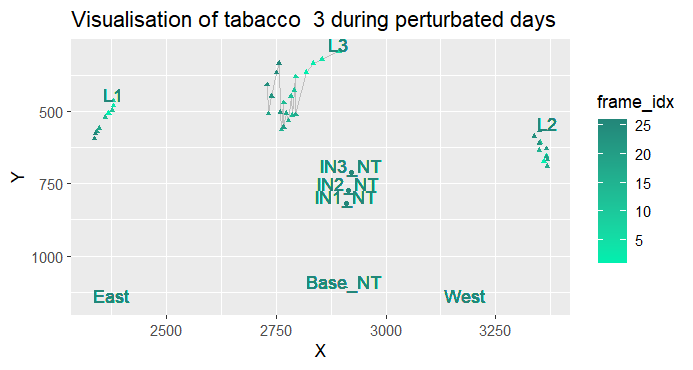 Visualisation of tabacco  3 during perturbated days
L3
L1
L2
IN3_NT
IN2_NT
IN1_NT
Base_NT
East
West
500
750
1000
Y
2500
2750
3000
3250
X
frame_idx
25
20
15
10
5